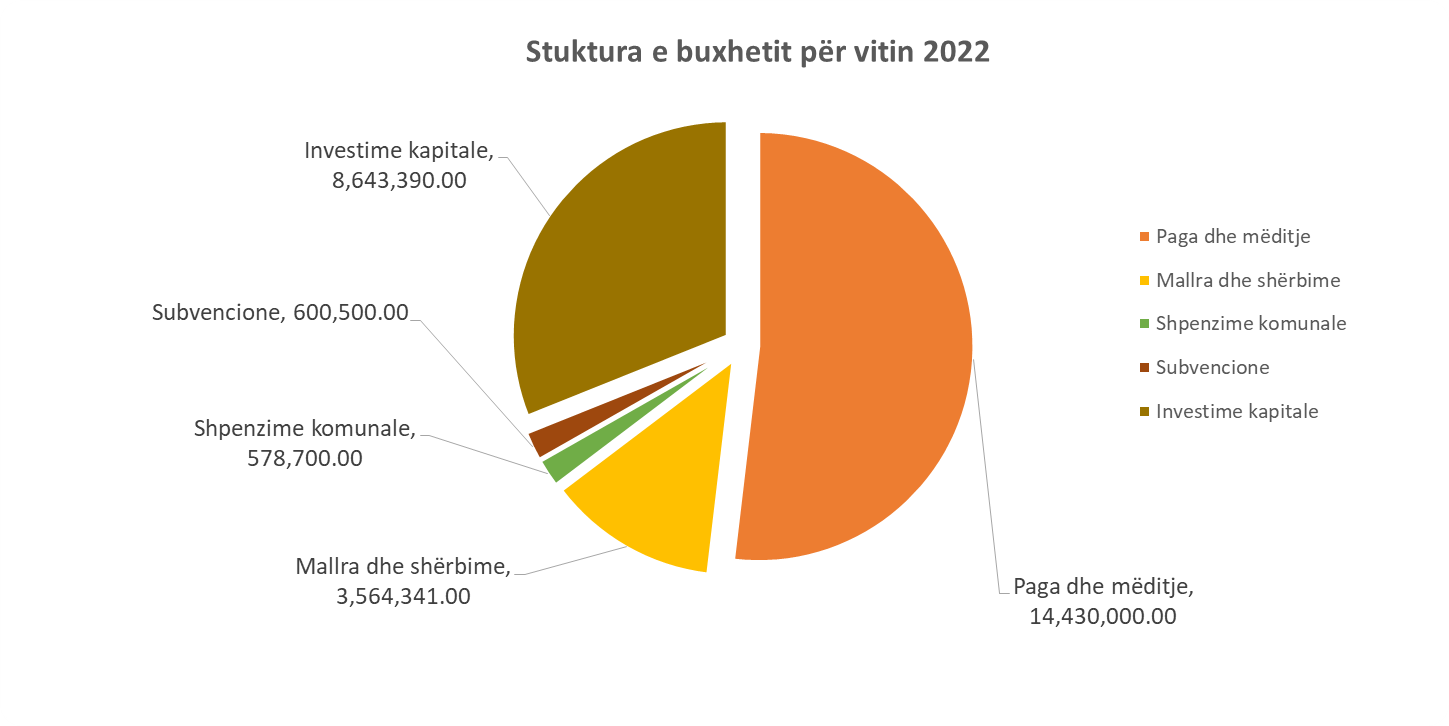 Stuktura e buxhetit për vitin 2022
Investime kapitale,
8,643,390.00
Subvencione, 600,500.00
Shpenzime komunale,
578,700.00
Mallra dhe shërbime,
3,564,341.00
Paga dhe mëditje,
14,430,000.00
Paga dhe mëditje
Mallra dhe shërbime
Shpenzime komunale
Subvencione
Investime kapitale